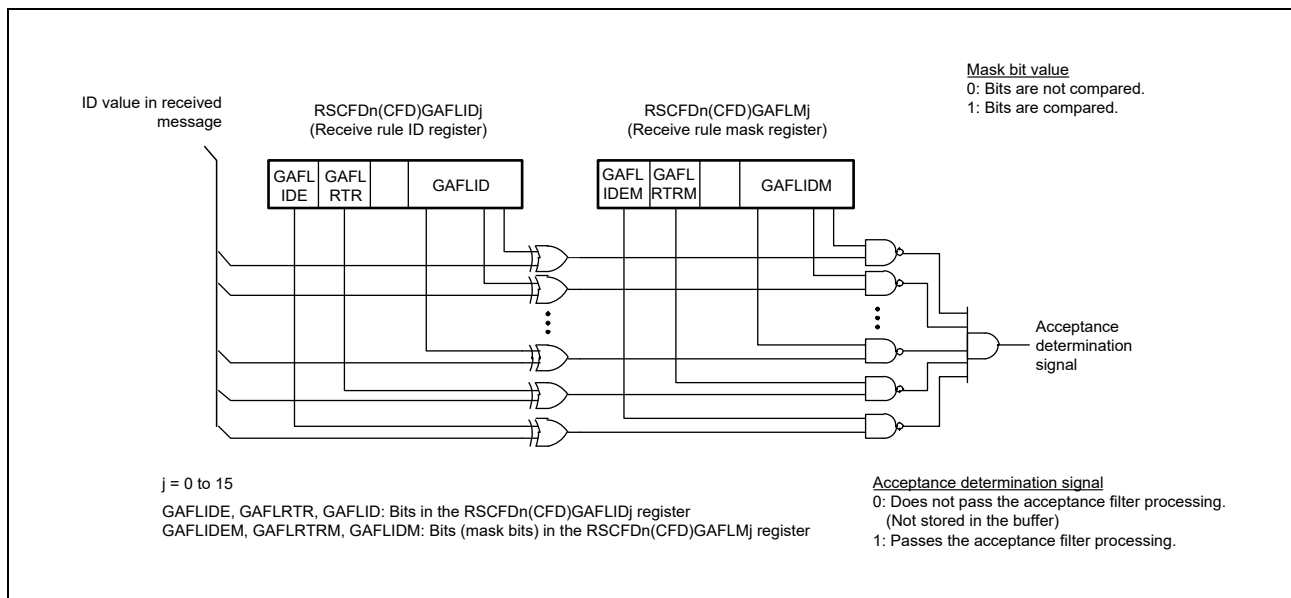 Mask bit value
0: Bits are not compared.
1: Bits are compared.
ID value in received
message
RSCFDn(CFD)GAFLIDj
(Receive rule ID register)
RSCFDn(CFD)GAFLMj
(Receive rule mask register)
GAFL
IDE
GAFL
RTR
GAFLID
GAFL
IDEM
GAFL
RTRM
GAFLIDM
Acceptance
determination
signal
j = 0 to 15
GAFLIDE, GAFLRTR, GAFLID: Bits in the RSCFDn(CFD)GAFLIDj register
GAFLIDEM, GAFLRTRM, GAFLIDM: Bits (mask bits) in the RSCFDn(CFD)GAFLMj register
Acceptance determination signal
0: Does not pass the acceptance filter processing.
(Not stored in the buffer)
1: Passes the acceptance filter processing.